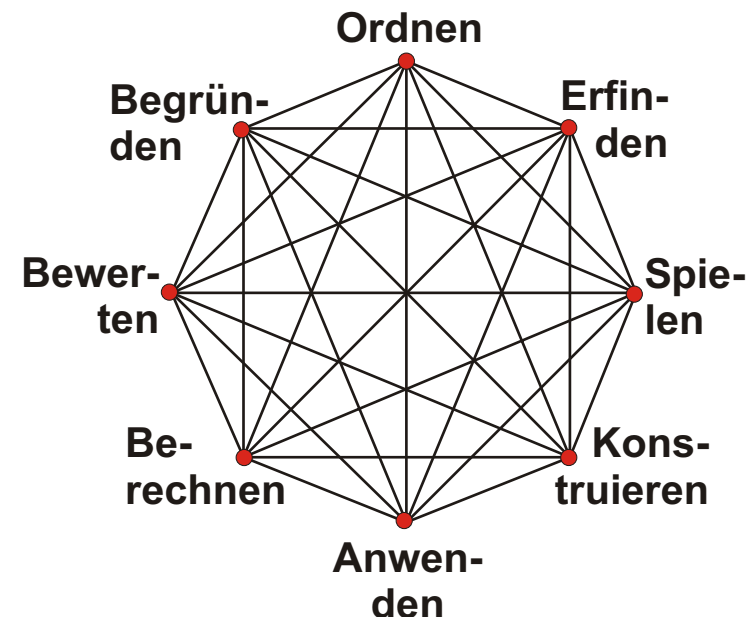 Ordnen
Begrün-
den
Erfin-
den
Bewer-
ten
Spie-
len
Be-
rechnen
Kons-
truieren
Anwen-
den